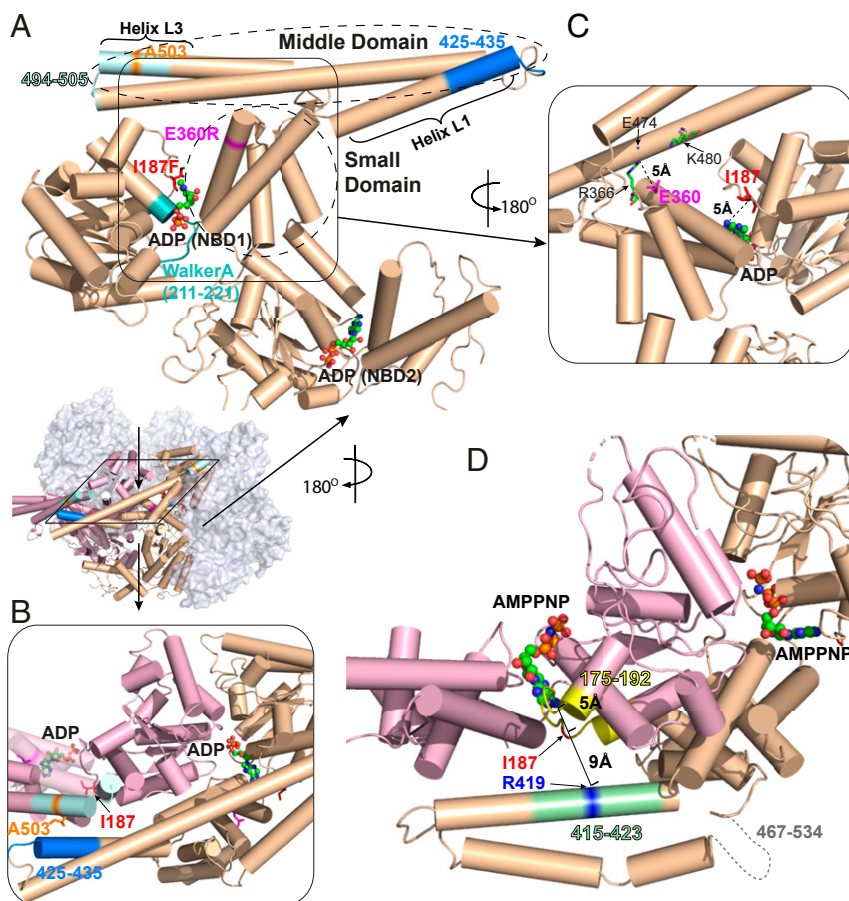 A
Helix L3
A503
Middle Domain
425-435
494-505
Helix L1
E360R
I187F
Small
Domain
ADP (NBD1)
WalkerA
(211-221)
ADP (NBD2)
180O
C
E474
K480
5Å
I187
R366
E360
5Å
ADP
180O
B
ADP
ADP
I187
A503
425-435
D
AMPPNP
AMPPNP
175-192
5Å
I187
9Å
R419
415-423
467-534